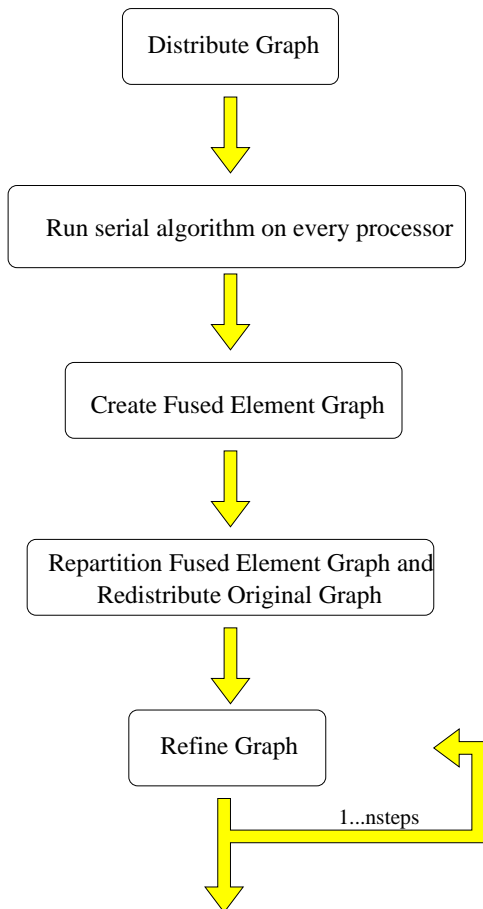 Distribute Graph
Run serial algorithm on every processor
Create Fused Element Graph
Repartition Fused Element Graph and
Redistribute Original Graph
Refine Graph
1...nsteps